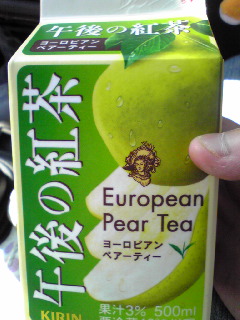 午後の紅茶
ヨーロピアン
ペアーティー
午後の紅茶
European
Pear Tea
ヨーロピアン
ペアーティー
KIRIN
果汁3% 500ml